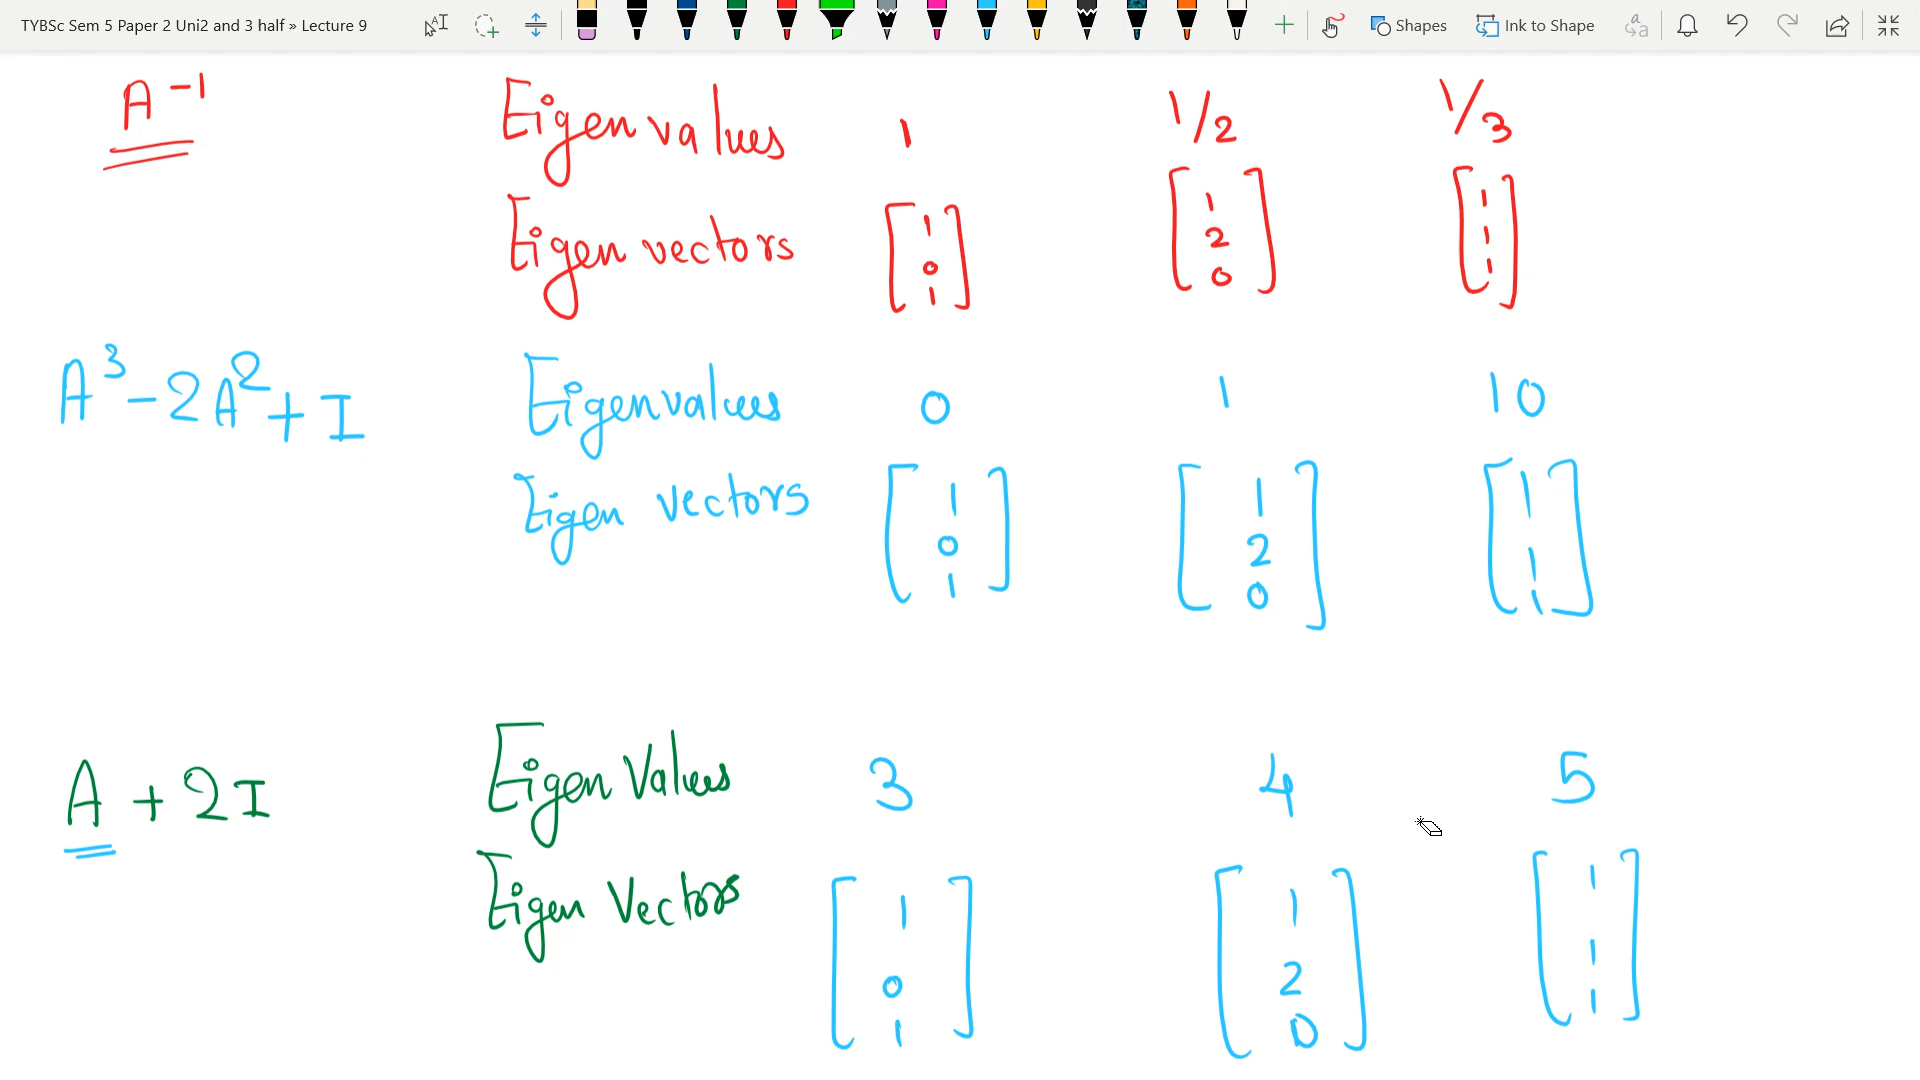 TYBSc Sem 5 Paper 2 Uni2 and 3 half » Lecture 9 Shapes Ink to Shape
A⁻¹ Eigen values 1 1/2 1/3
Eigen vectors [1 0 1] [1 2 0] [1 1 1]
A³ - 2A² + I Eigenvalues 0 1 10
Eigen vectors [1 0 1] [1 2 0] [1 1 1]
A + 2I Eigen Values 3 4 5
Eigen Vectors [1 0 1] [1 2 0] [1 1 1]